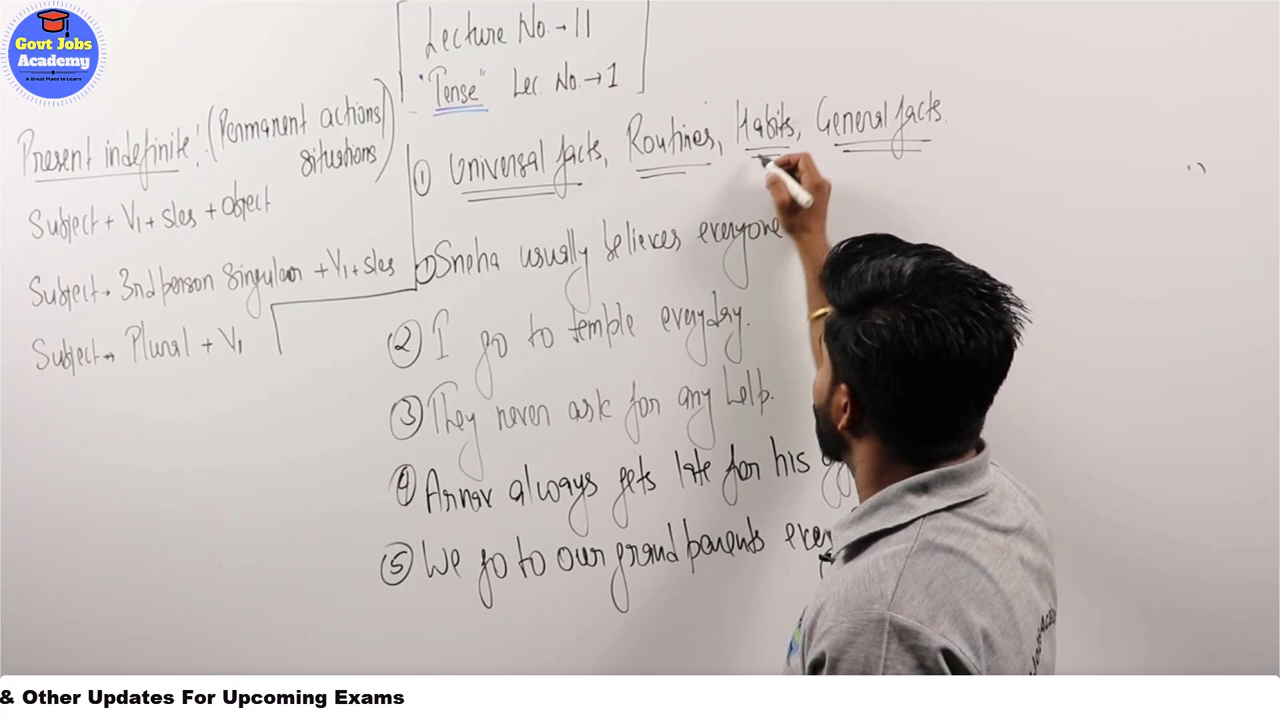 Govt Jobs
Academy
A Great Place to Learn
Lecture No. → 11
"Tense" Lec. No. → 1
Present indefinite: (Permanent actions/
situations)
Subject + V1 + s/es + object
Subject → 3rd person singular + V1 + s/es
Subject → Plural + V1
① Universal facts, Routines, Habits, General facts.
① Sneha usually believes everyone
② I go to temple everyday.
③ They never ask for any help.
④ Arnav always gets late for his
⑤ We go to our grandparents
& Other Updates For Upcoming Exams